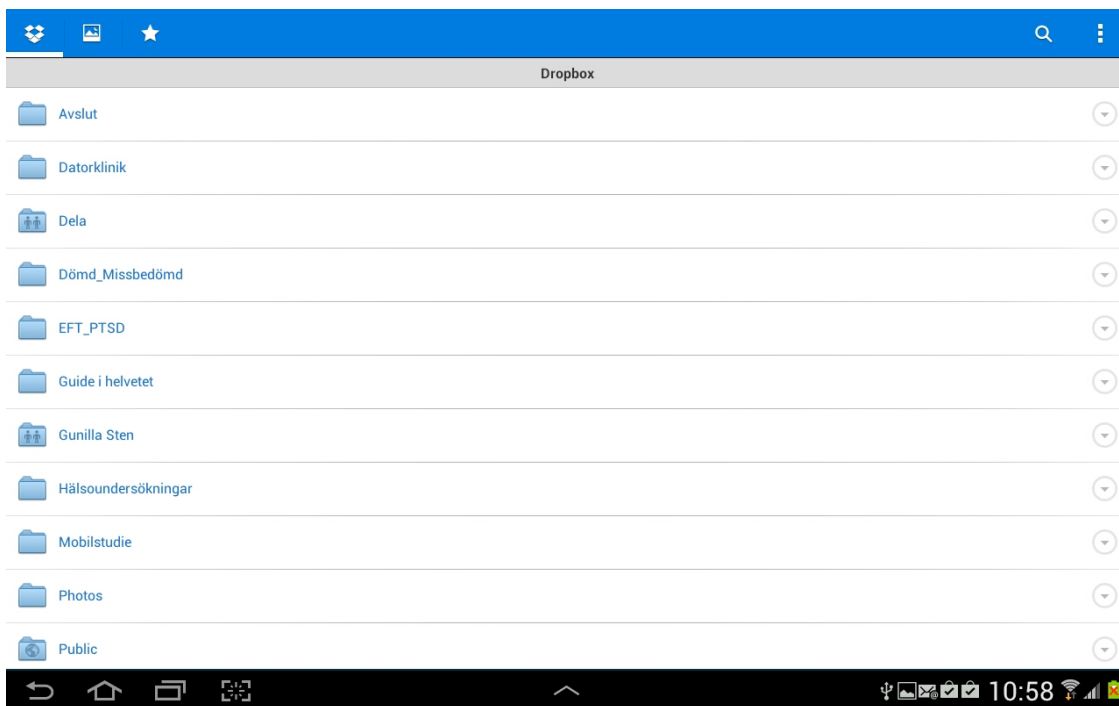 Dropbox
Avslut
Datorklinik
Dela
Dömd_Missbedömd
EFT_PTSD
Guide i helvetet
Gunilla Sten
Hälsoundersökningar
Mobilstudie
Photos
Public
10:58